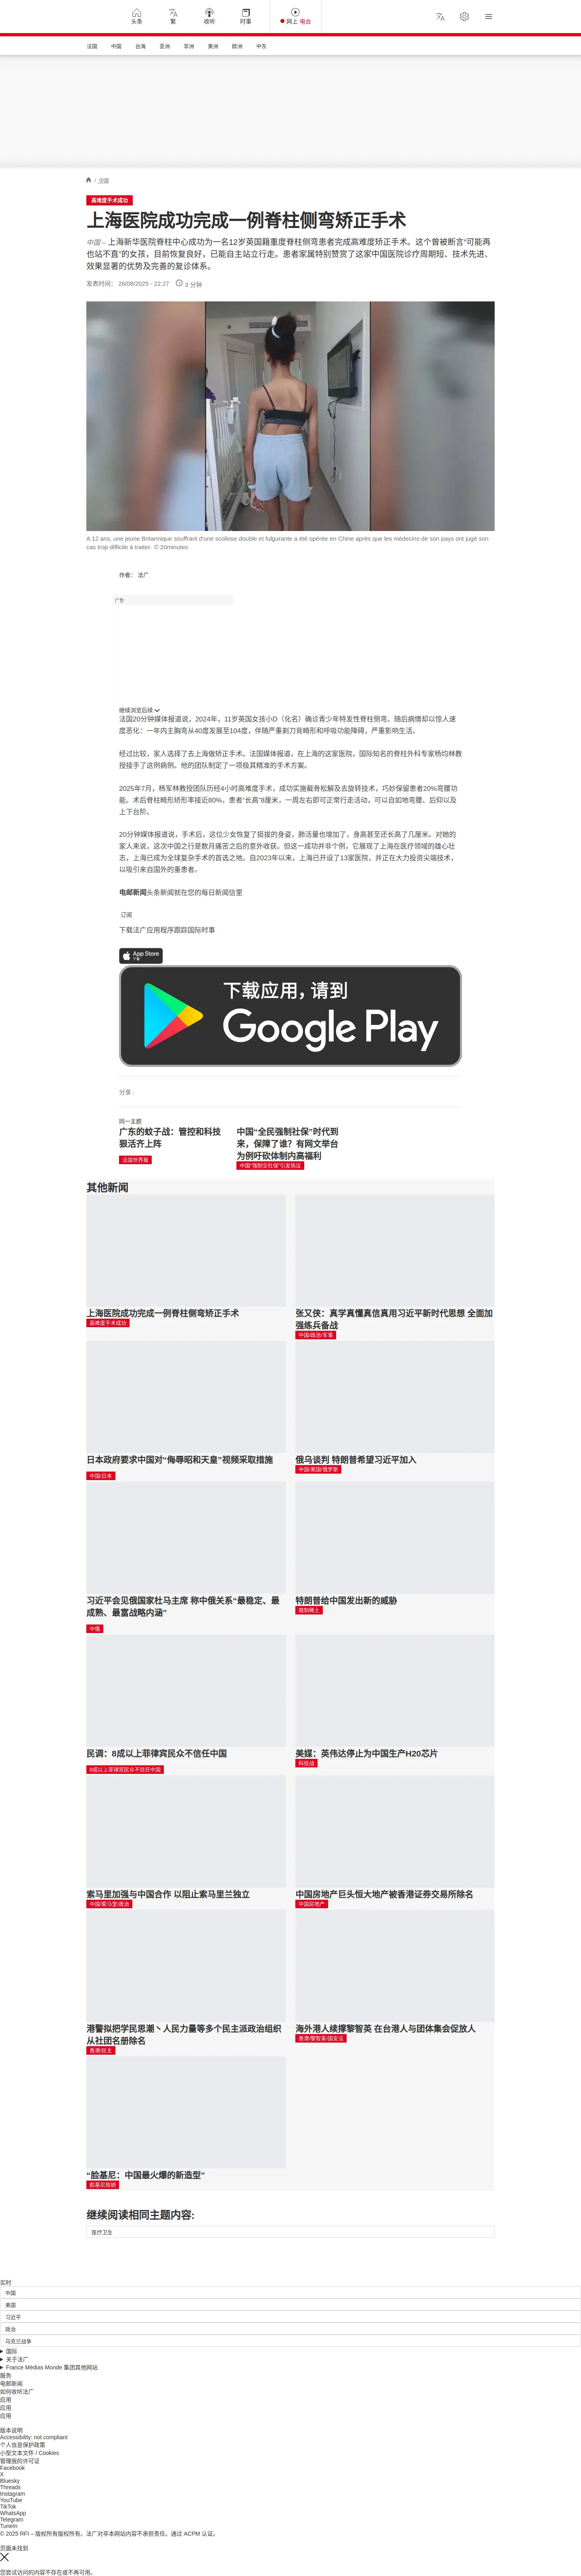 头条
繁
收听
时事
网上 电台
法国
中国
台海
亚洲
非洲
美洲
欧洲
中东
/ 中国
高难度手术成功
上海医院成功完成一例脊柱侧弯矫正手术
中国 – 上海新华医院脊柱中心成功为一名12岁英国籍重度脊柱侧弯患者完成高难度矫正手术。这个曾被断言“可能再
也站不直”的女孩，目前恢复良好，已能自主站立行走。患者家属特别赞赏了这家中国医院诊疗周期短、技术先进、
效果显著的优势及完善的复诊体系。
发表时间： 26/08/2025 - 22:27
3 分钟
A 12 ans, une jeune Britannique souffrant d'une scoliose double et fulgurante a été opérée en Chine après que les médecins de son pays ont jugé son
cas trop difficile à traiter. © 20minutes
作者： 法广
广告
继续浏览后续
法国20分钟媒体报道说，2024年，11岁英国女孩小D（化名）确诊青少年特发性脊柱侧弯。随后病情却以惊人速
度恶化：一年内主胸弯从40度发展至104度，伴随严重剃刀背畸形和呼吸功能障碍，严重影响生活。
经过比较，家人选择了去上海做矫正手术。法国媒体报道，在上海的这家医院，国际知名的脊柱外科专家杨均林教
授接手了这例病例。他的团队制定了一项极其精准的手术方案。
2025年7月，杨军林教授团队历经4小时高难度手术，成功实施截骨松解及去旋转技术，巧妙保留患者20%弯腰功
能。术后脊柱畸形矫形率接近80%，患者“长高”8厘米，一周左右即可正常行走活动，可以自如地弯腰、后仰以及
上下台阶。
20分钟媒体报道说，手术后，这位少女恢复了挺拔的身姿，肺活量也增加了，身高甚至还长高了几厘米。对她的
家人来说，这次中国之行是数月痛苦之后的意外收获。但这一成功并非个例，它展现了上海在医疗领域的雄心壮
志，上海已成为全球复杂手术的首选之地。自2023年以来，上海已开设了13家医院，并正在大力投资尖端技术，
以吸引来自国外的重患者。
电邮新闻头条新闻就在您的每日新闻信里
订阅
下载法广应用程序跟踪国际时事
App Store
下载
下载应用，请到
Google Play
分享 :
同一主题
广东的蚊子战：管控和科技
狠活齐上阵
法国世界报
中国“全民强制社保”时代到
来，保障了谁？有网文举台
为例吁砍体制内高福利
中国“强制交社保”引发热议
其他新闻
上海医院成功完成一例脊柱侧弯矫正手术
高难度手术成功
张又侠：真学真懂真信真用习近平新时代思想 全面加
强练兵备战
中国/政治/军事
日本政府要求中国对“侮辱昭和天皇”视频采取措施
中国/日本
俄乌谈判 特朗普希望习近平加入
中国/美国/俄罗斯
习近平会见俄国家杜马主席 称中俄关系“最稳定、最
成熟、最富战略内涵”
中俄
特朗普给中国发出新的威胁
限制稀土
民调：8成以上菲律宾民众不信任中国
8成以上菲律宾民众不信任中国
美媒：英伟达停止为中国生产H20芯片
科技战
索马里加强与中国合作 以阻止索马里兰独立
中国/索马里/政治
中国房地产巨头恒大地产被香港证券交易所除名
中国房地产
港警拟把学民思潮丶人民力量等多个民主派政治组织
从社团名册除名
香港/民主
海外港人续撑黎智英 在台港人与团体集会促放人
香港/黎智英/国安法
“脸基尼：中国最火爆的新造型”
脸基尼热销
继续阅读相同主题内容:
医疗卫生
实时
中国
美国
习近平
政治
乌克兰战争
国际
关于法广
France Médias Monde 集团其他网站
服务
电邮新闻
如何收听法广
应用
应用
应用
版本说明
Accessibility: not compliant
个人信息保护政策
小型文本文件 / Cookies
管理我的许可证
Facebook
X
Bluesky
Threads
Instagram
YouTube
TikTok
WhatsApp
Telegram
TuneIn
© 2025 RFI – 版权所有版权所有。法广对非本网站内容不承担责任。通过 ACPM 认证。
页面未找到
您尝试访问的内容不存在或不再可用。